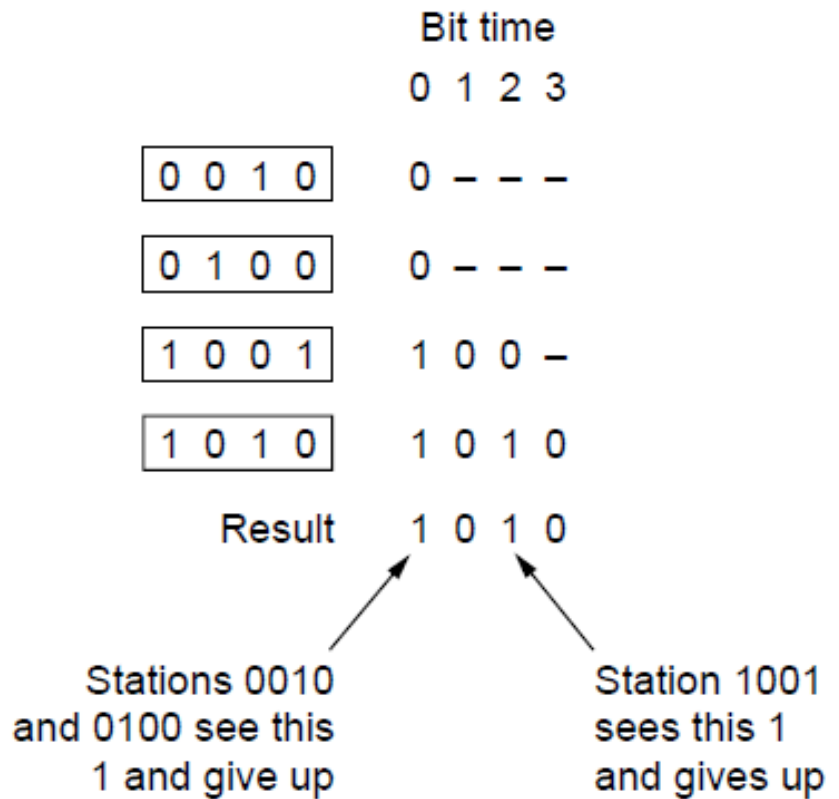 Bit time
0 1 2 3
0 0 1 0 0 – – –
0 1 0 0 0 – – –
1 0 0 1 1 0 0 –
1 0 1 0 1 0 1 0
Result 1 0 1 0
Stations 0010
and 0100 see this
1 and give up
Station 1001
sees this 1
and gives up